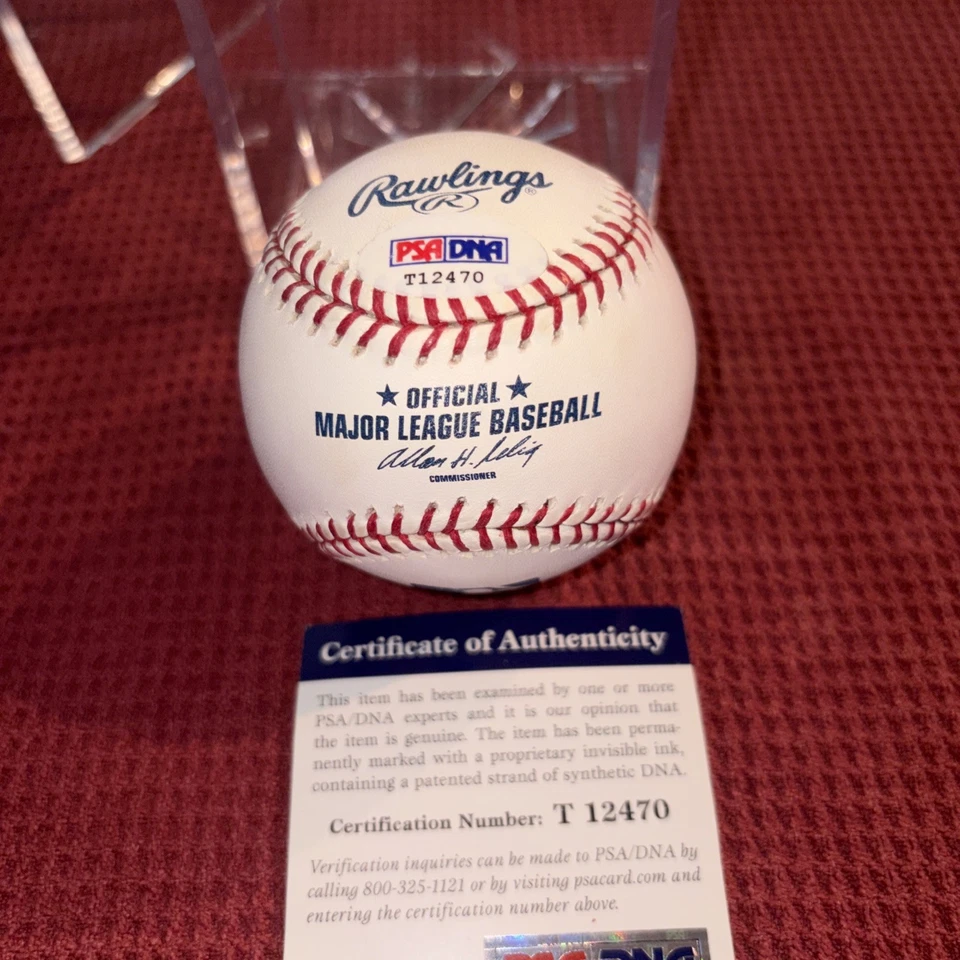 Rawlings
R
PSA DNA
T12470
★ OFFICIAL ★
MAJOR LEAGUE BASEBALL
Allan H. Selig
COMMISSIONER
Certificate of Authenticity
This item has been examined by one or more
PSA/DNA experts and it is our opinion that
the item is genuine. The item has been perma-
nently marked with a proprietary invisible ink,
containing a patented strand of synthetic DNA.
Certification Number: T 12470
Verification inquiries can be made to PSA/DNA by
calling 800-325-1121 or by visiting psacard.com and
entering the certification number above.
PSA DNA